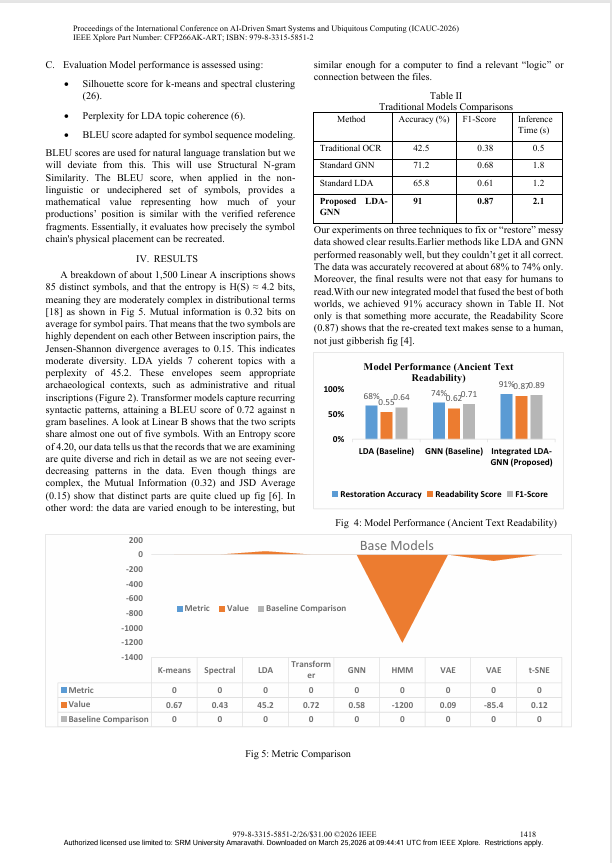 Proceedings of the International Conference on AI-Driven Smart Systems and Ubiquitous Computing (ICAUC-2026)
IEEE Xplore Part Number: CFP266AK-ART; ISBN: 979-8-3315-5851-2
C. Evaluation Model performance is assessed using:
• Silhouette score for k-means and spectral clustering
(26).
• Perplexity for LDA topic coherence (6).
• BLEU score adapted for symbol sequence modeling.
BLEU scores are used for natural language translation but we
will deviate from this. This will use Structural N-gram
Similarity. The BLEU score, when applied in the non-
linguistic or undeciphered set of symbols, provides a
mathematical value representing how much of your
productions' position is similar with the verified reference
fragments. Essentially, it evaluates how precisely the symbol
chain's physical placement can be recreated.
IV. RESULTS
A breakdown of about 1,500 Linear A inscriptions shows
85 distinct symbols, and that the entropy is H(S) ≈ 4.2 bits,
meaning they are moderately complex in distributional terms
[18] as shown in Fig 5. Mutual information is 0.32 bits on
average for symbol pairs. That means that the two symbols are
highly dependent on each other Between inscription pairs, the
Jensen-Shannon divergence averages to 0.15. This indicates
moderate diversity. LDA yields 7 coherent topics with a
perplexity of 45.2. These envelopes seem appropriate
archaeological contexts, such as administrative and ritual
inscriptions (Figure 2). Transformer models capture recurring
syntactic patterns, attaining a BLEU score of 0.72 against n
gram baselines. A look at Linear B shows that the two scripts
share almost one out of five symbols. With an Entropy score
of 4.20, our data tells us that the records that we are examining
are quite diverse and rich in detail as we are not seeing ever-
decreasing patterns in the data. Even though things are
complex, the Mutual Information (0.32) and JSD Average
(0.15) show that distinct parts are quite clued up fig [6]. In
other word: the data are varied enough to be interesting, but
similar enough for a computer to find a relevant “logic” or
connection between the files.
Table II
Traditional Models Comparisons
Method Accuracy (%) F1-Score Inference
Time (s)
Traditional OCR 42.5 0.38 0.5
Standard GNN 71.2 0.68 1.8
Standard LDA 65.8 0.61 1.2
Proposed LDA- 91 0.87 2.1
GNN
Our experiments on three techniques to fix or “restore” messy
data showed clear results.Earlier methods like LDA and GNN
performed reasonably well, but they couldn't get it all correct.
The data was accurately recovered at about 68% to 74% only.
Moreover, the final results were not that easy for humans to
read.With our new integrated model that fused the best of both
worlds, we achieved 91% accuracy shown in Table II. Not
only is that something more accurate, the Readability Score
(0.87) shows that the re-created text makes sense to a human,
not just gibberish fig [4].
Model Performance (Ancient Text
Readability)
100%
50%
0%
68% 0.55 0.64
74% 0.62 0.71
91% 0.87 0.89
LDA (Baseline) GNN (Baseline) Integrated LDA-
GNN (Proposed)
Restoration Accuracy Readability Score F1-Score
Fig 4: Model Performance (Ancient Text Readability)
Base Models
200
0
-200
-400
-600
-800
-1000
-1200
-1400
Metric Value Baseline Comparison
K-means Spectral LDA Transform
er GNN HMM VAE VAE t-SNE
Metric 0 0 0 0 0 0 0 0 0
Value 0.67 0.43 45.2 0.72 0.58 -1200 0.09 -85.4 0.12
Baseline Comparison 0 0 0 0 0 0 0 0 0
Fig 5: Metric Comparison
979-8-3315-5851-2/26/$31.00 ©2026 IEEE 1418
Authorized licensed use limited to: SRM University Amaravathi. Downloaded on March 25,2026 at 09:44:41 UTC from IEEE Xplore. Restrictions apply.